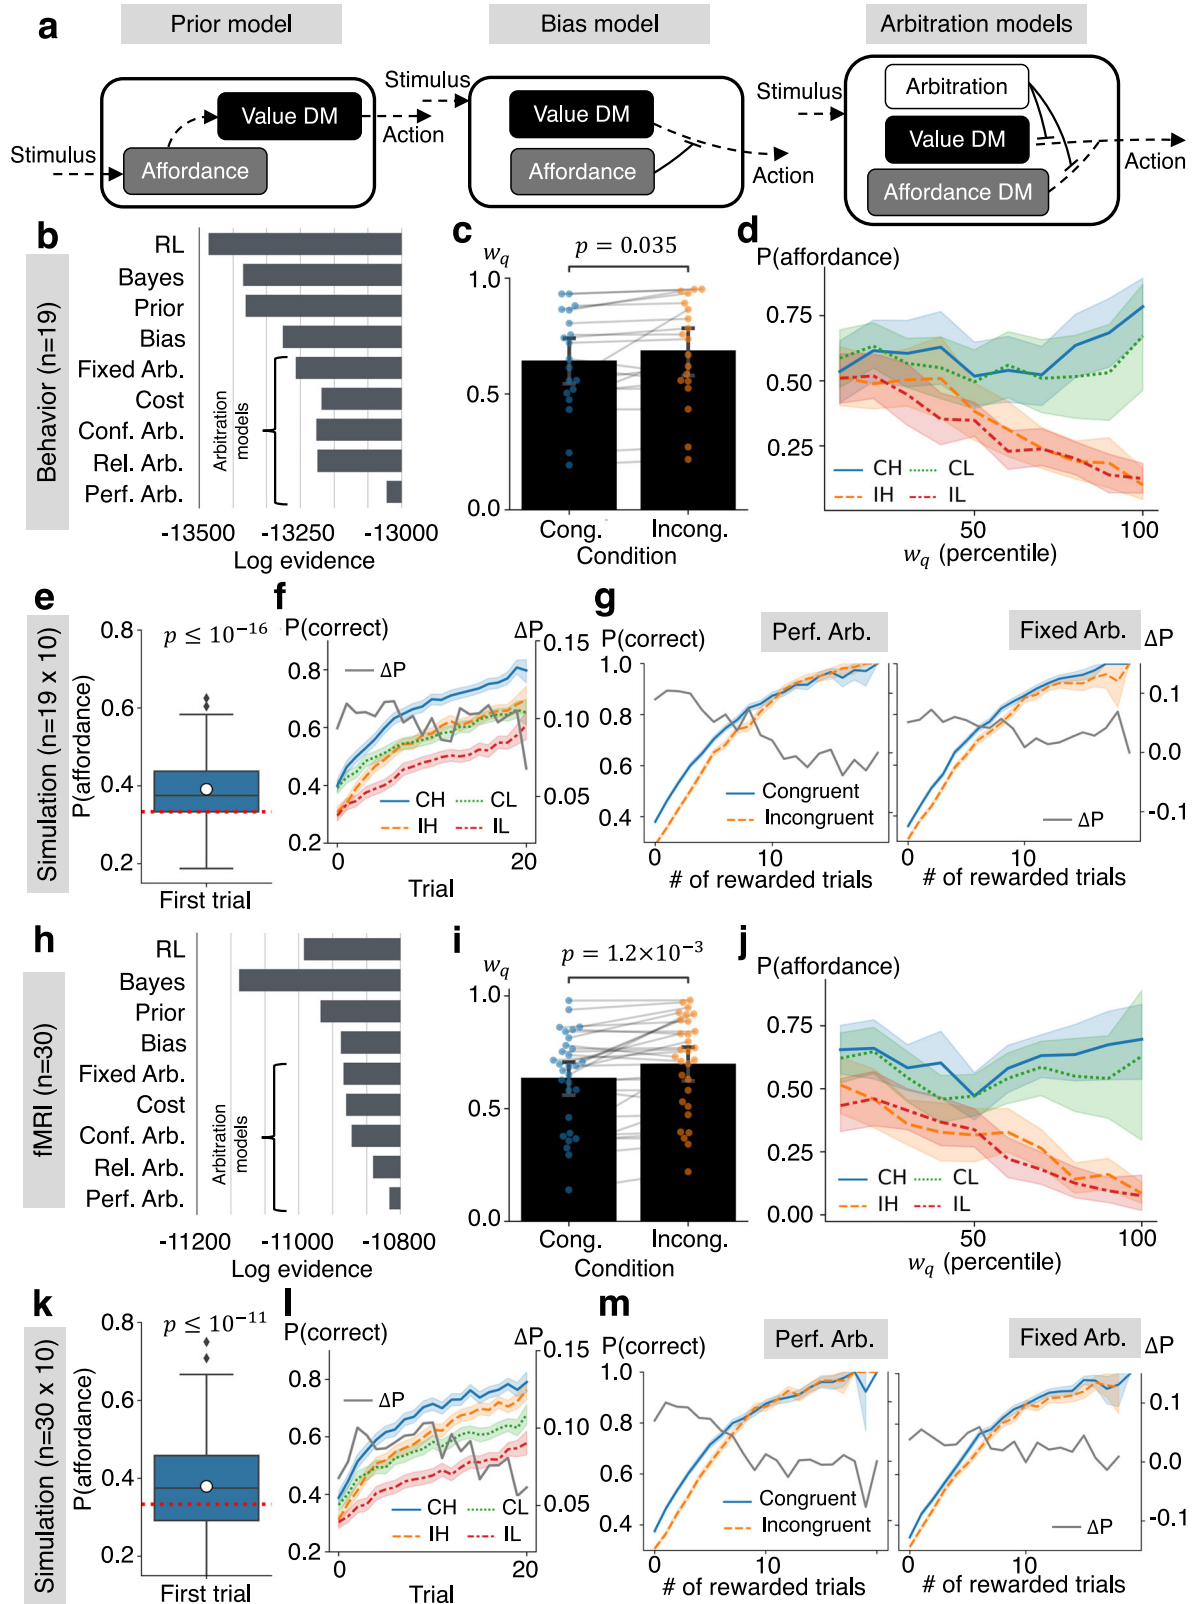 a
Prior model
Bias model
Arbitration models
Stimulus
Affordance
Value DM
Action
Stimulus
Value DM
Affordance
Action
Stimulus
Arbitration
Value DM
Affordance DM
Action
Behavior (n=19)
b
RL
Bayes
Prior
Bias
Fixed Arb.
Cost
Conf. Arb.
Rel. Arb.
Perf. Arb.
Arbitration
models
-13500 -13250 -13000
Log evidence
c
w_q
p = 0.035
1.0
0.5
0.0
Cong. Incong.
Condition
d
P(affordance)
0.75
0.50
0.25
CH CL
IH IL
50 100
w_q (percentile)
Simulation (n=19 x 10)
e
P(affordance)
p ≤ 10⁻¹⁶
0.8
0.6
0.4
0.2
First trial
f
P(correct)
ΔP
ΔP
0.8
0.6
0.4
0.2
0.15
0.10
0.05
CH CL
IH IL
0 20
Trial
g
P(correct)
Perf. Arb.
1.0
0.8
0.6
0.4
Congruent
Incongruent
0 10
# of rewarded trials
Fixed Arb.
ΔP
0.1
0.0
-0.1
ΔP
0 10
# of rewarded trials
fMRI (n=30)
h
RL
Bayes
Prior
Bias
Fixed Arb.
Cost
Conf. Arb.
Rel. Arb.
Perf. Arb.
Arbitration
models
-11200 -11000 -10800
Log evidence
i
w_q
p = 1.2×10⁻³
1.0
0.5
0.0
Cong. Incong.
Condition
j
P(affordance)
0.75
0.50
0.25
0.00
CH CL
IH IL
50 100
w_q (percentile)
Simulation (n=30 x 10)
k
P(affordance)
p ≤ 10⁻¹¹
0.8
0.6
0.4
0.2
First trial
l
P(correct)
ΔP
ΔP
0.8
0.6
0.4
0.2
0.15
0.10
0.05
CH CL
IH IL
0 20
Trial
m
P(correct)
Perf. Arb.
1.0
0.8
0.6
0.4
Congruent
Incongruent
0 10
# of rewarded trials
Fixed Arb.
ΔP
0.1
0.0
-0.1
ΔP
0 10
# of rewarded trials